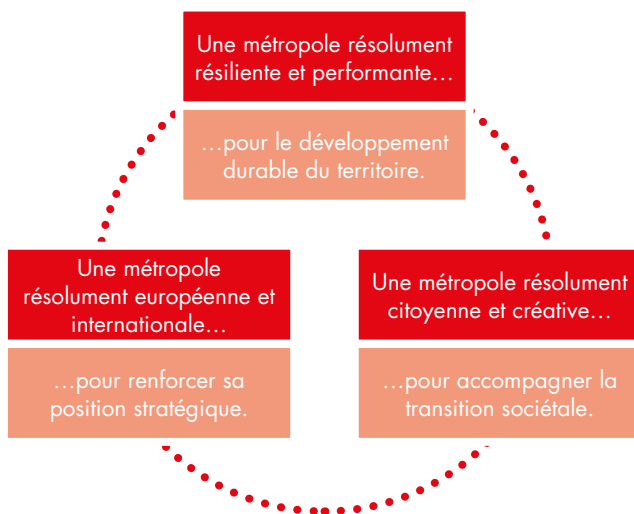 Une métropole résolument
résiliente et performante…
…pour le développement
durable du territoire.
Une métropole
résolument européenne et
internationale…
…pour renforcer sa
position stratégique.
Une métropole résolument
citoyenne et créative…
…pour accompagner la
transition sociétale.